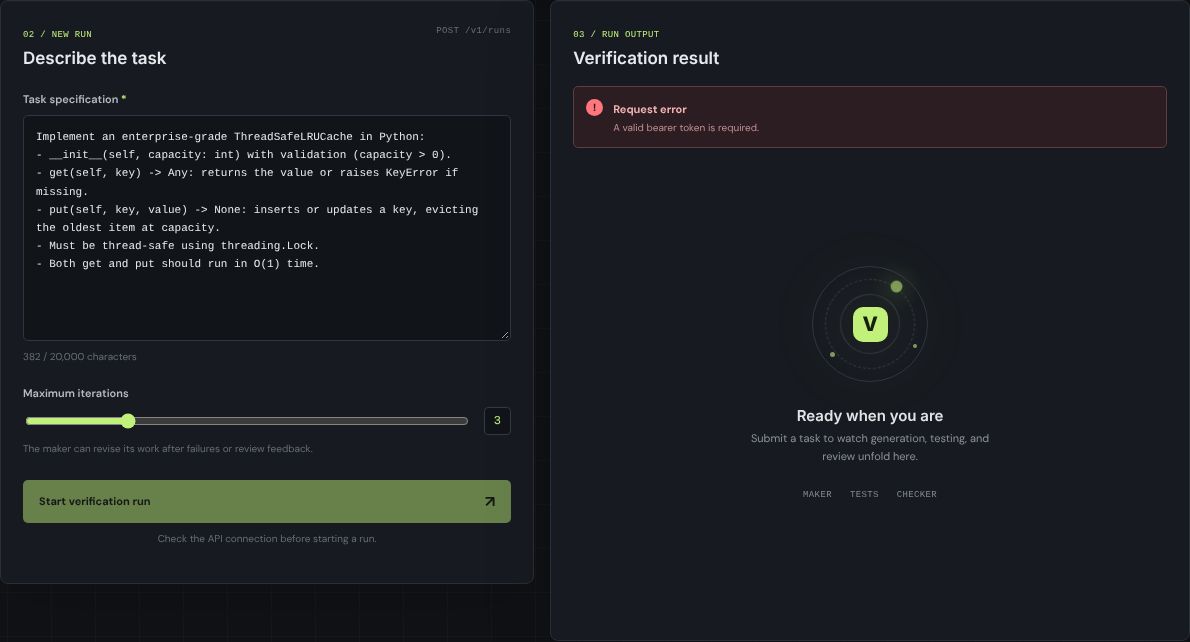 02 / NEW RUN
POST /v1/runs
Describe the task
Task specification *
Implement an enterprise-grade ThreadSafeLRUCache in Python:
- __init__(self, capacity: int) with validation (capacity > 0).
- get(self, key) -> Any: returns the value or raises KeyError if
missing.
- put(self, key, value) -> None: inserts or updates a key, evicting
the oldest item at capacity.
- Must be thread-safe using threading.Lock.
- Both get and put should run in O(1) time.
382 / 20,000 characters
Maximum iterations
3
The maker can revise its work after failures or review feedback.
Start verification run
Check the API connection before starting a run.
03 / RUN OUTPUT
Verification result
!
Request error
A valid bearer token is required.
V
Ready when you are
Submit a task to watch generation, testing, and
review unfold here.
MAKER TESTS CHECKER